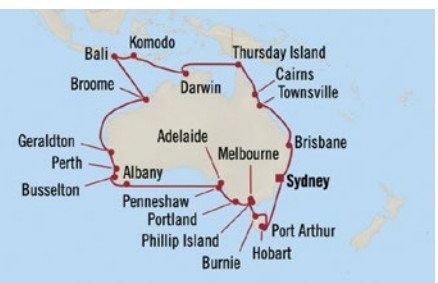 Komodo
Bali
Thursday Island
Cairns
Broome
Darwin
Townsville
Geraldton
Adelaide
Brisbane
Perth
Melbourne
Albany
Busselton
Sydney
Penneshaw
Portland
Port Arthur
Phillip Island
Hobart
Burnie